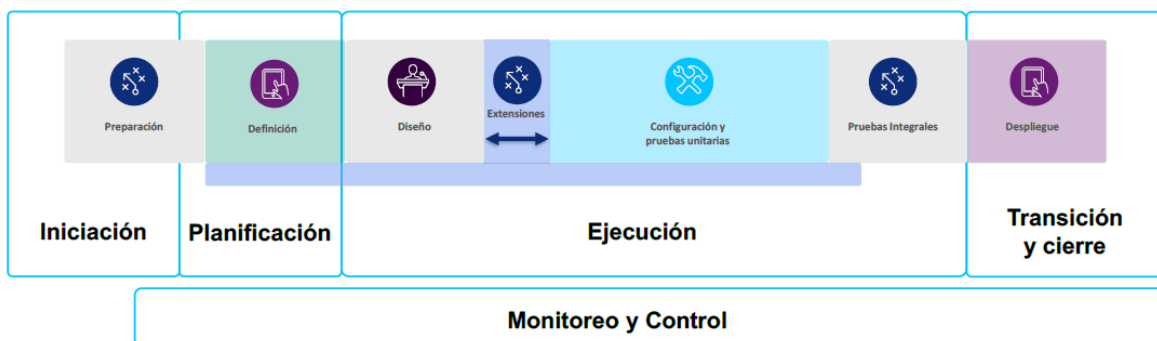 Preparación
Definición
Diseño
Extensiones
Configuración y
pruebas unitarias
Pruebas Integrales
Despliegue
Iniciación
Planificación
Ejecución
Transición
y cierre
Monitoreo y Control